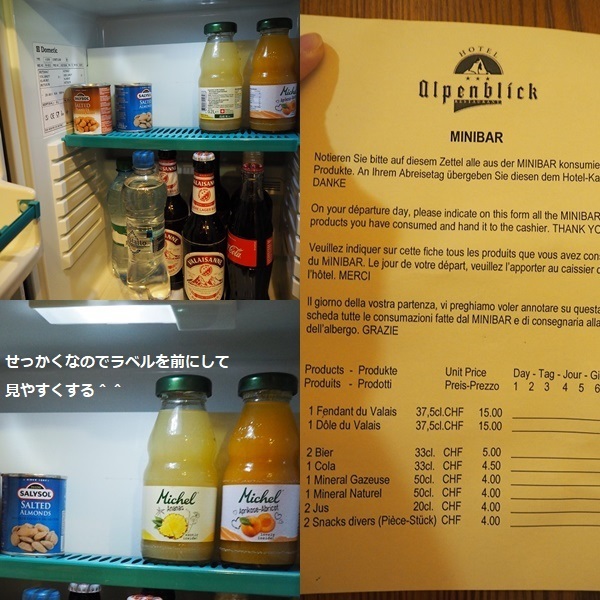 Dometic
SALYSOL
SALTED
SALYSOL
Michel
VALAISANNE
VALAISANNE
Coca-Cola
せっかくなのでラベルを前にして
見やすくする＾＾
SALYSOL
SALTED
ALMONDS
Michel
Ananas
Michel
Aprikose-Abricot
HOTEL
Alpenblick
RESTAURANT
MINIBAR
Notieren Sie bitte auf diesem Zettel alle aus der MINIBAR konsumie
Produkte. An Ihrem Abreisetag übergeben Sie diesen dem Hotel-Ka
DANKE
On your départure day, please indicate on this form all the MINIBAR
products you have consumed and hand it to the cashier. THANK YO
Veuillez indiquer sur cette fiche tous les produits que vous avez con
du MINIBAR. Le jour de votre départ, veuillez l'apporter au caissier d
l'hôtel. MERCI
Il giorno della vostra partenza, vi preghiamo voler annotare su questa
scheda tutte le consumazioni fatte dal MINIBAR e di consegnaria alla
dell'albergo. GRAZIE
Products - Produkte Unit Price Day - Tag - Jour - Gi
Produits - Prodotti Preis-Prezzo 1 2 3 4 5 6
1 Fendant du Valais 37,5cl.CHF 15.00
1 Dôle du Valais 37,5cl.CHF 15.00
2 Bier 33cl. CHF 5.00
1 Cola 33cl. CHF 4.50
1 Mineral Gazeuse 50cl. CHF 4.00
1 Mineral Naturel 50cl. CHF 4.00
2 Jus 20cl. CHF 4.00
2 Snacks divers (Pièce-Stück) CHF 4.00